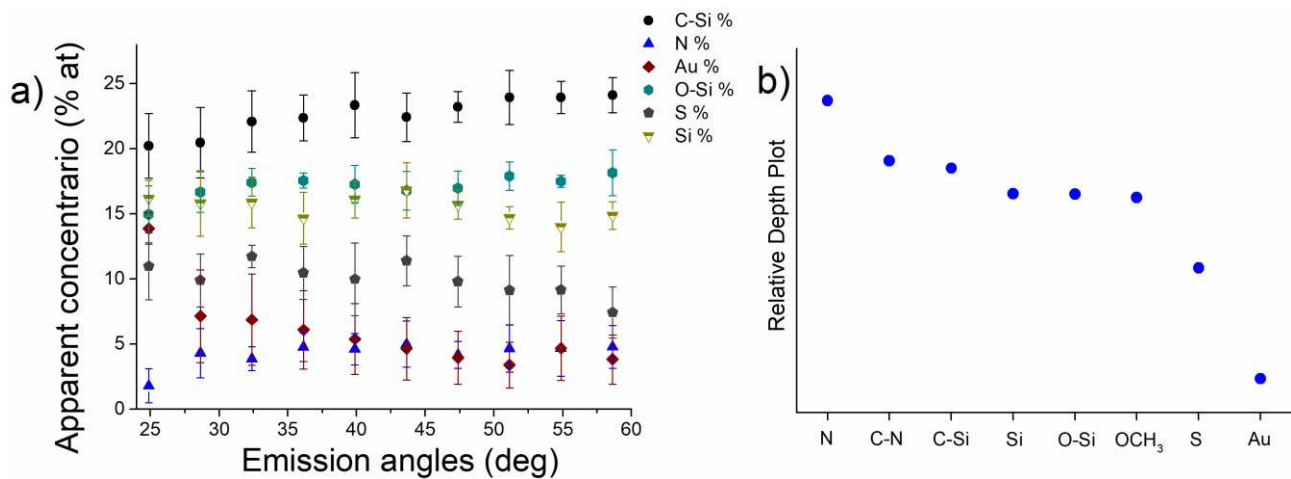 a)
Apparent concentrario (% at)
25
20
15
10
5
0
25 30 35 40 45 50 55 60
Emission angles (deg)
C-Si %
N %
Au %
O-Si %
S %
Si %
b)
Relative Depth Plot
N C-N C-Si Si O-Si OCH₃ S Au